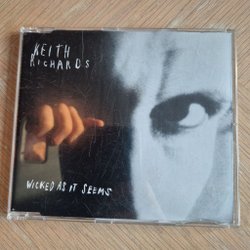 KEITH
RICHARDS
WICKED AS IT SEEMS